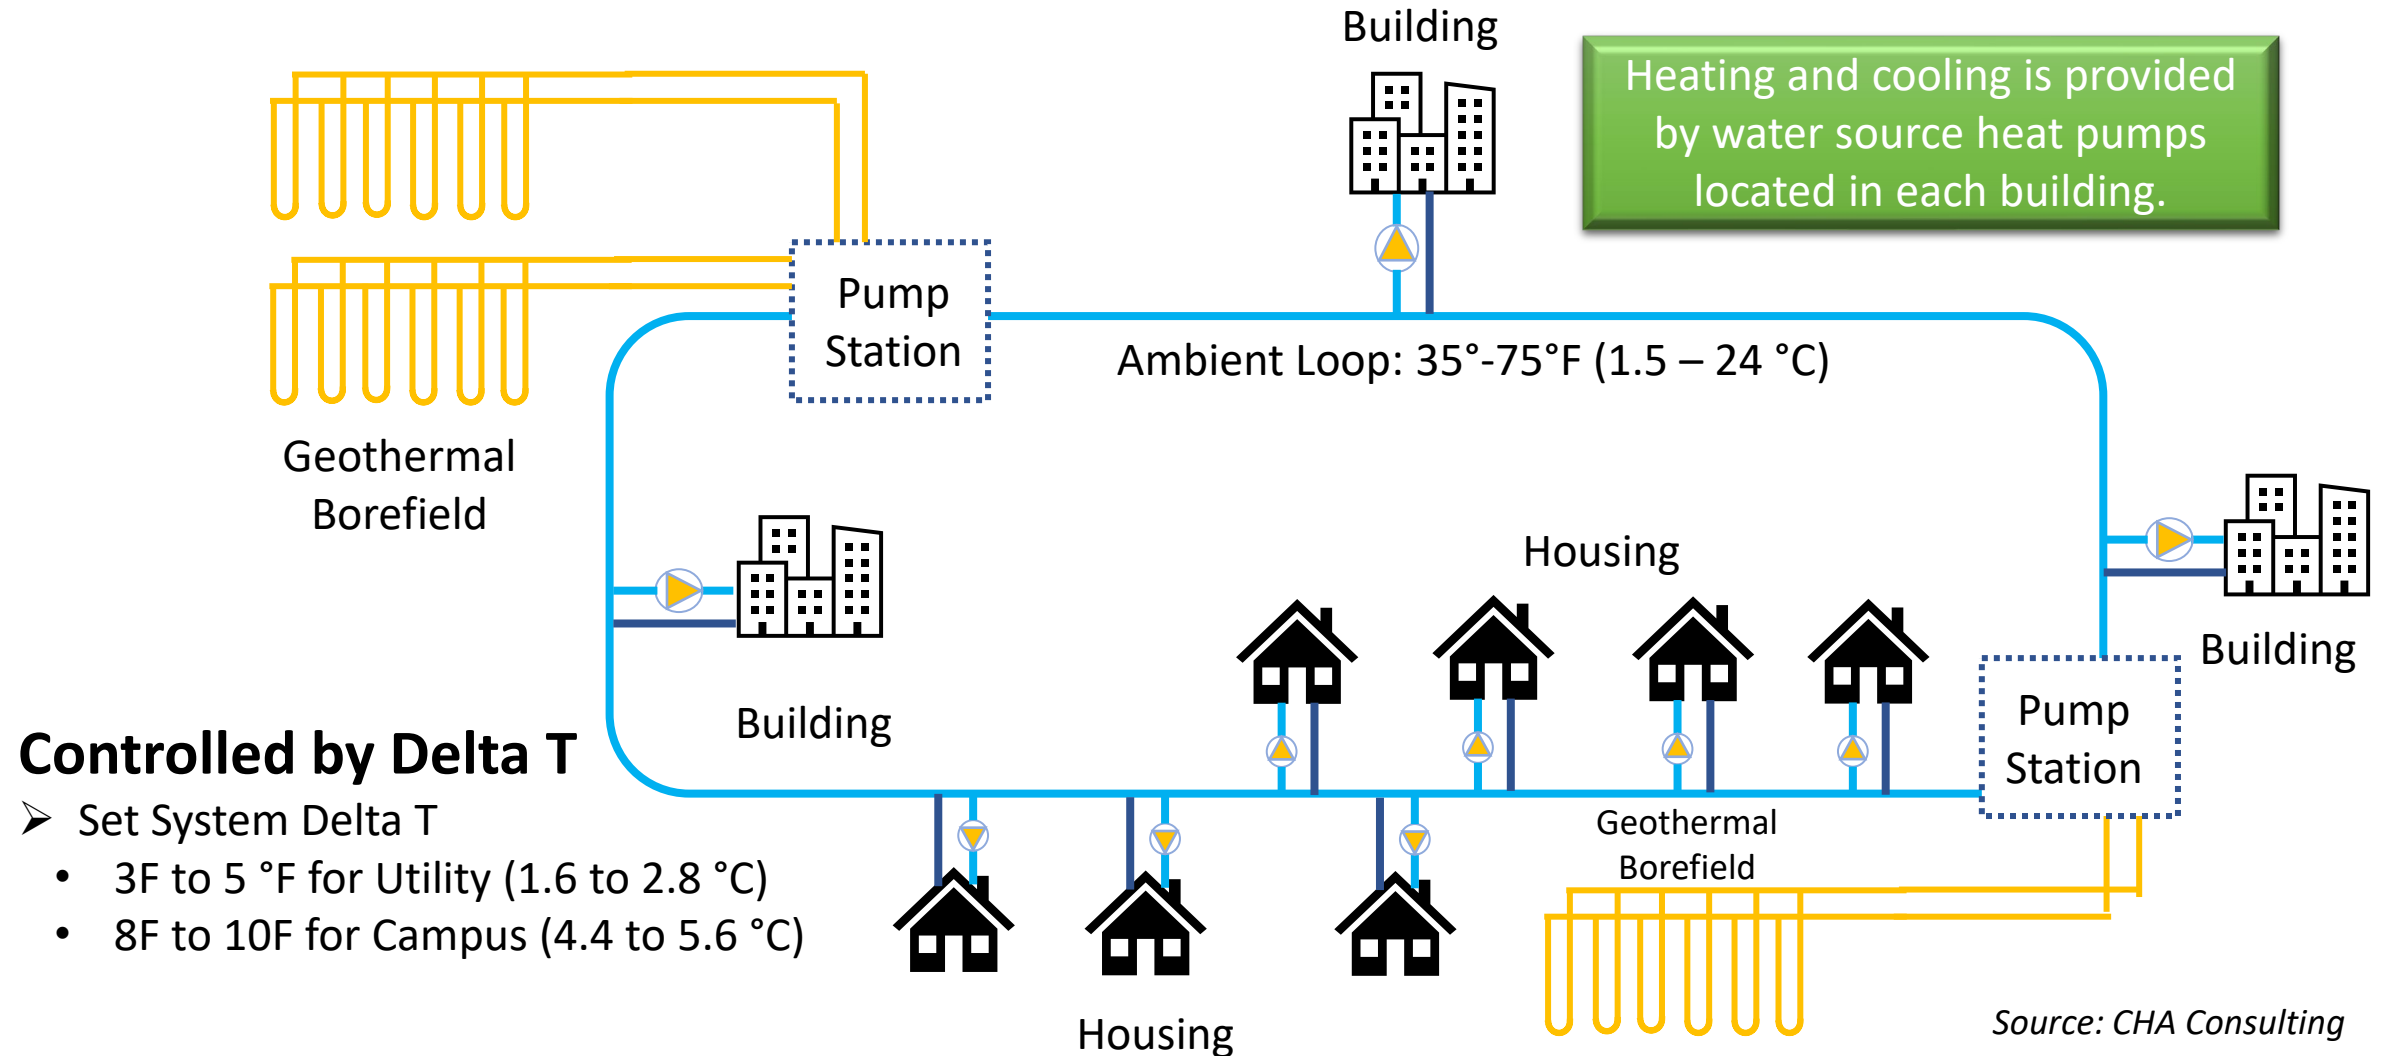 Building
Heating and cooling is provided
by water source heat pumps
located in each building.
Pump
Station
Ambient Loop: 35°-75°F (1.5 – 24 °C)
Geothermal
Borefield
Housing
Building
Building
Pump
Station
Controlled by Delta T
➢ Set System Delta T
• 3F to 5 °F for Utility (1.6 to 2.8 °C)
• 8F to 10F for Campus (4.4 to 5.6 °C)
Geothermal
Borefield
Housing
Source: CHA Consulting